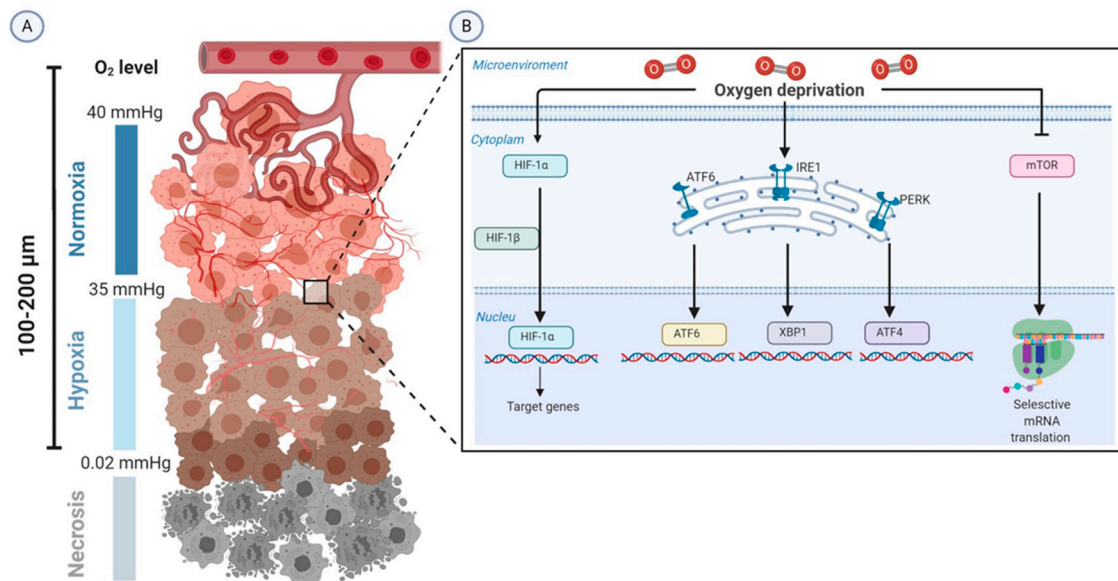 A
O₂ level
40 mmHg
Normoxia
35 mmHg
100-200 µm
Hypoxia
0.02 mmHg
Necrosis
B
Microenviroment
O O
O O
O O
Oxygen deprivation
Cytoplam
HIF-1α
HIF-1β
ATF6
IRE1
PERK
mTOR
Nucleu
HIF-1α
Target genes
ATF6
XBP1
ATF4
Selesctive
mRNA
translation